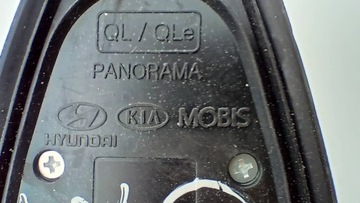 QL / QLe
PANORAMA
KIA MOBIS
HYUNDAI